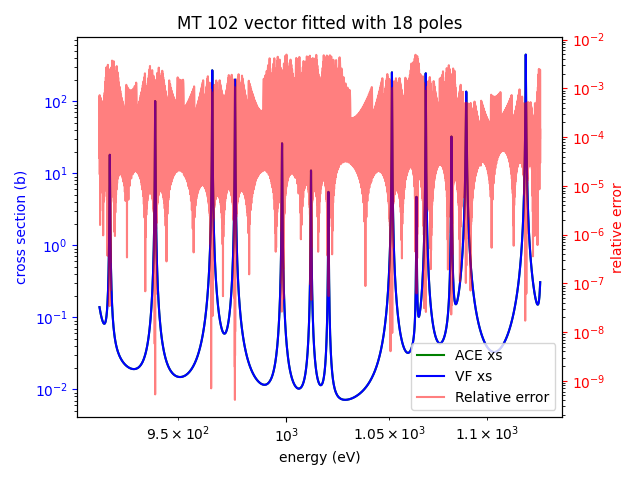 MT 102 vector fitted with 18 poles
cross section (b)
10²
10¹
10⁰
10⁻¹
10⁻²
10⁻²
10⁻³
10⁻⁴
10⁻⁵
10⁻⁶
10⁻⁷
10⁻⁸
10⁻⁹
relative error
ACE xs
VF xs
Relative error
9.5 × 10² 10³ 1.05 × 10³ 1.1 × 10³
energy (eV)